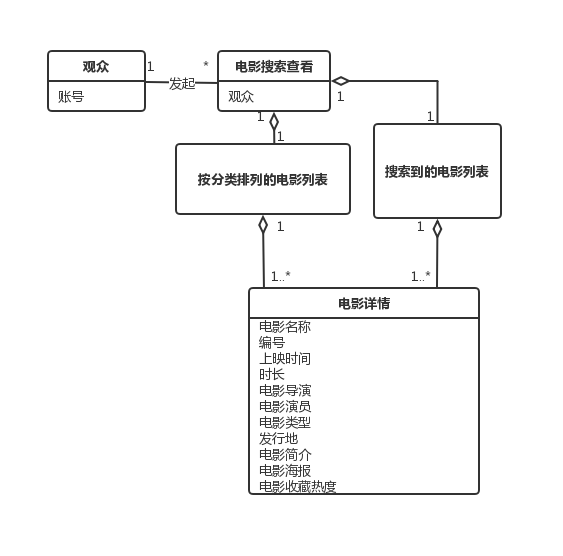 观众
1
*
电影搜索查看
账号
发起
观众
1
1
1
1
按分类排列的电影列表
搜索到的电影列表
1
1
1..*
1..*
电影详情
电影名称
编号
上映时间
时长
电影导演
电影演员
电影类型
发行地
电影简介
电影海报
电影收藏热度